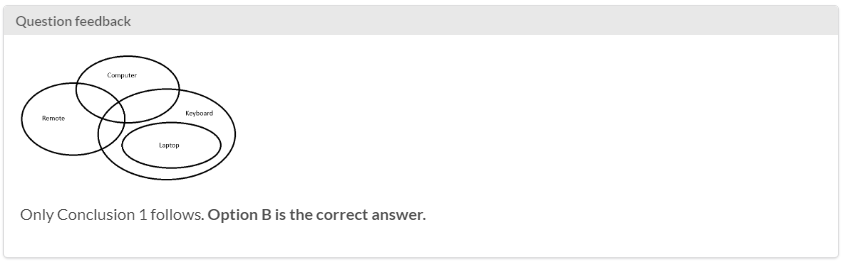 Question feedback
Computer
Keyboard
Remote
Laptop
Only Conclusion 1 follows. Option B is the correct answer.